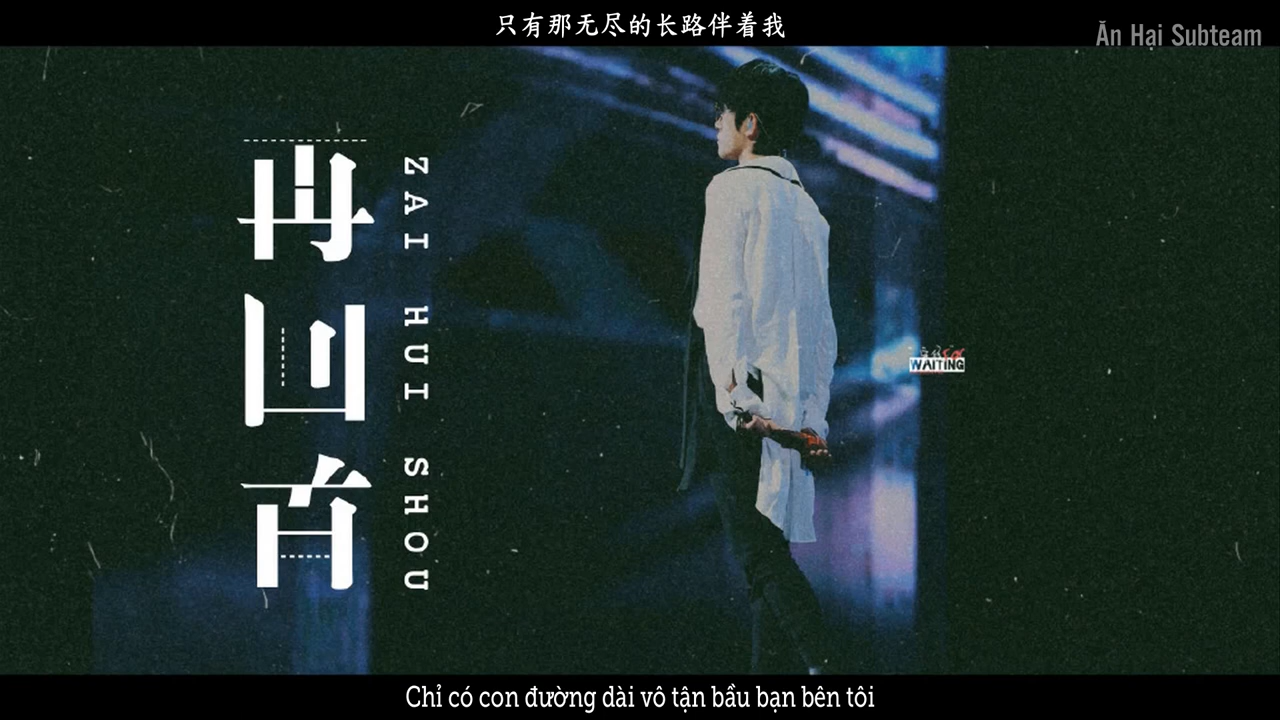 只有那无尽的长路伴着我
Ăn Hại Subteam
再回首
ZAI HUI SHOU
WAITING
Chỉ có con đường dài vô tận bầu bạn bên tôi